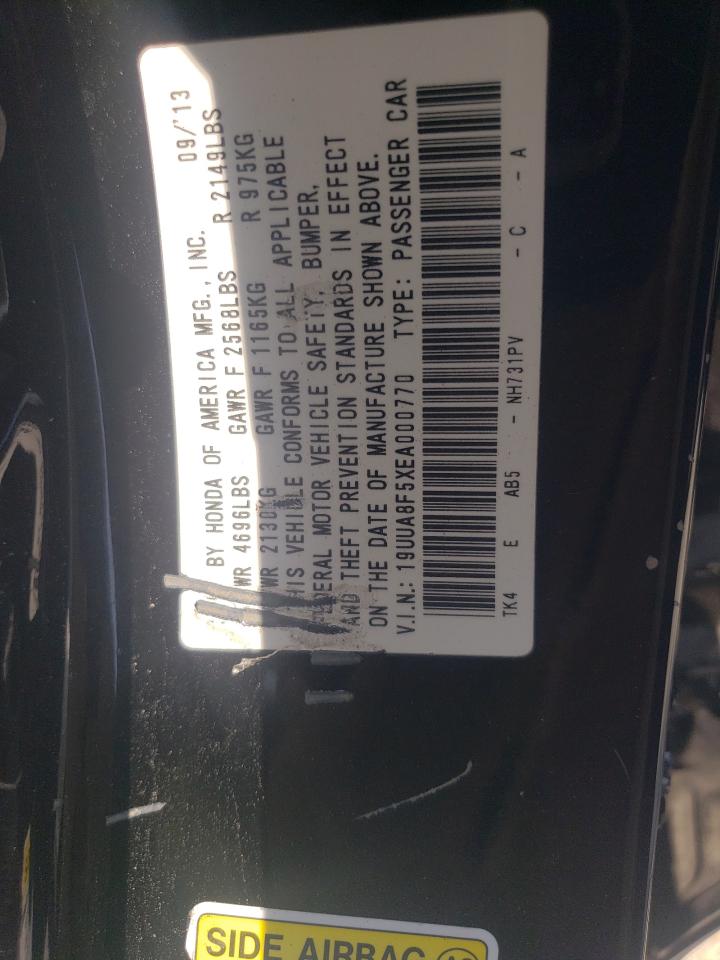 BY HONDA OF AMERICA MFG., INC. 09/'13
WR 4696LBS GAWR F 2568LBS R 2149LBS
WR 2130KG GAWR F 1165KG R 975KG
HIS VEHICLE CONFORMS TO ALL APPLICABLE
DERAL MOTOR VEHICLE SAFETY, BUMPER,
AND THEFT PREVENTION STANDARDS IN EFFECT
ON THE DATE OF MANUFACTURE SHOWN ABOVE.
V.I.N.: 19UUA8F5XEA000770 TYPE: PASSENGER CAR
TK4 E AB5 - NH731PV - C - A
SIDE AIRBAG